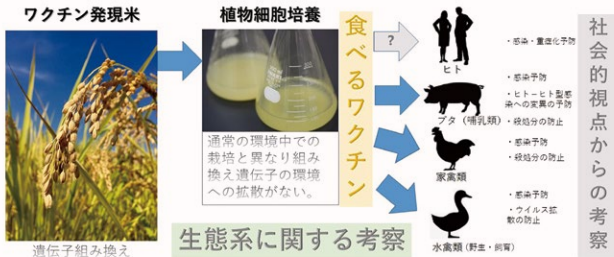 ワクチン発現米
植物細胞培養
通常の環境中での
栽培と異なり組み
換え遺伝子の環境
への拡散がない。
遺伝子組み換え
食べるワクチン
生態系に関する考察
?
ヒト
・感染・重症化予防
ブタ（哺乳類）
・感染予防
・ヒトーヒト型感
染への変異の予防
・殺処分の防止
家禽類
・感染予防
・殺処分の防止
水禽類（野生・飼育）
・感染予防
・ウイルス拡
散の防止
社会的視点からの考察